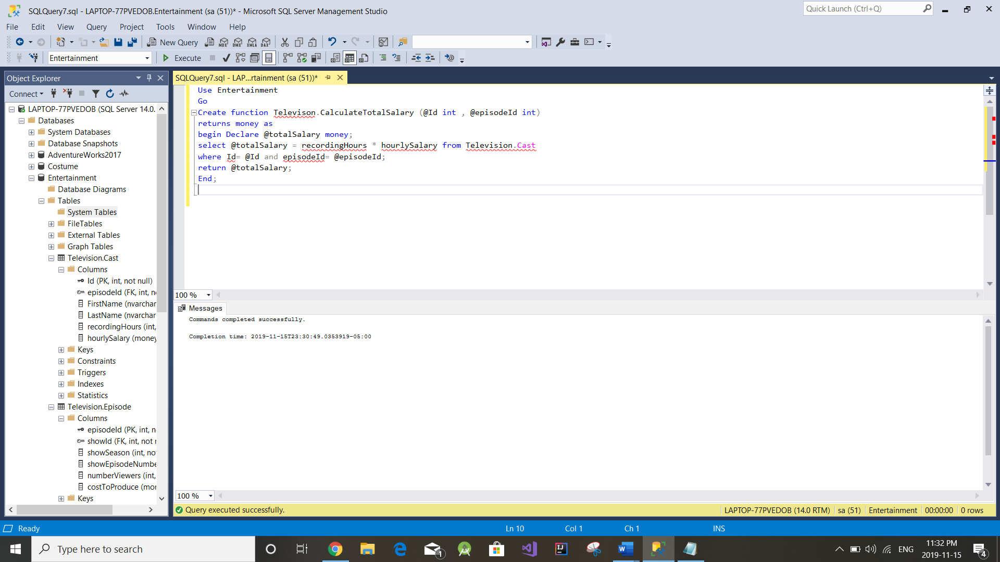 SQLQuery7.sql - LAPTOP-77PVEDOB.Entertainment (sa (51))* - Microsoft SQL Server Management Studio
Quick Launch (Ctrl+Q)
File Edit View Query Project Tools Window Help
New Query MDX DMX XMLA DAX
Entertainment Execute
Object Explorer
Connect
LAPTOP-77PVEDOB (SQL Server 14.0.
Databases
System Databases
Database Snapshots
AdventureWorks2017
Costume
Entertainment
Database Diagrams
Tables
System Tables
FileTables
External Tables
Graph Tables
Television.Cast
Columns
Id (PK, int, not null)
episodeId (FK, int, n
FirstName (nvarchar
LastName (nvarchar
recordingHours (int,
hourlySalary (money
Keys
Constraints
Triggers
Indexes
Statistics
Television.Episode
Columns
episodeId (PK, int, n
showId (FK, int, not r
showSeason (int, no
showEpisodeNumbe
numberViewers (int,
costToProduce (mor
Keys
SQLQuery7.sql - LAP...rtainment (sa (51))*
Use Entertainment
Go
Create function Televison.CalculateTotalSalary (@Id int , @episodeId int)
returns money as
begin Declare @totalSalary money;
select @totalSalary = recordingHours * hourlySalary from Television.Cast
where Id= @Id and episodeId= @episodeId;
return @totalSalary;
End;
100 %
Messages
Commands completed successfully.
Completion time: 2019-11-15T23:30:49.0353919-05:00
100 %
Query executed successfully.
LAPTOP-77PVEDOB (14.0 RTM) sa (51) Entertainment 00:00:00 0 rows
Ready Ln 10 Col 1 Ch 1 INS
Type here to search
1
IJ
W
ENG
11:32 PM
2019-11-15
4